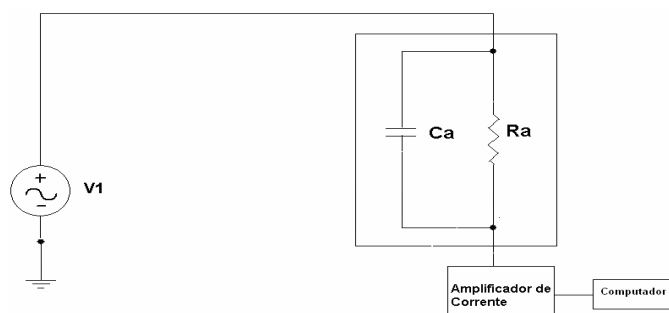 V1
Ca
Ra
Amplificador de
Corrente
Computador